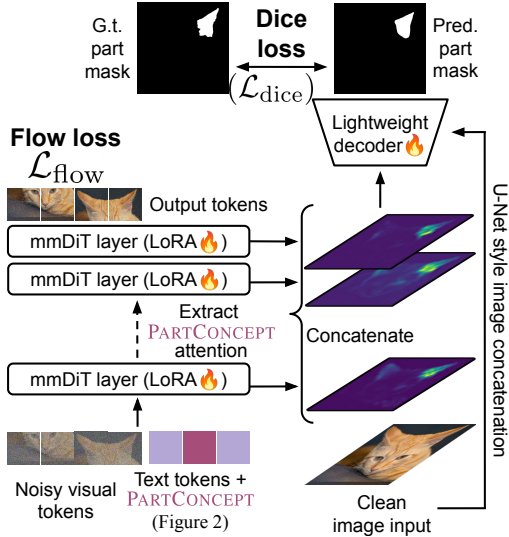 G.t.
part
mask
Dice
loss
(ℒdice)
Pred.
part
mask
Lightweight
decoder🔥
Flow loss
ℒflow
Output tokens
mmDiT layer (LoRA🔥)
mmDiT layer (LoRA🔥)
Extract
PARTCONCEPT
attention
Concatenate
mmDiT layer (LoRA🔥)
Noisy visual
tokens
Text tokens +
PARTCONCEPT
(Figure 2)
Clean
image input
U-Net style image concatenation